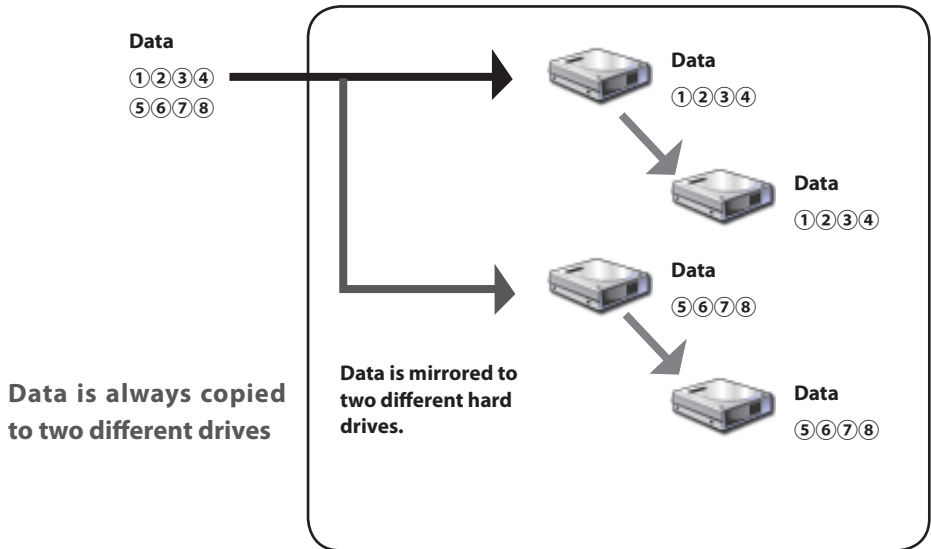 Data
①②③④
⑤⑥⑦⑧
Data
①②③④
Data
①②③④
Data
⑤⑥⑦⑧
Data is mirrored to
two different hard
drives.
Data is always copied
to two different drives
Data
⑤⑥⑦⑧